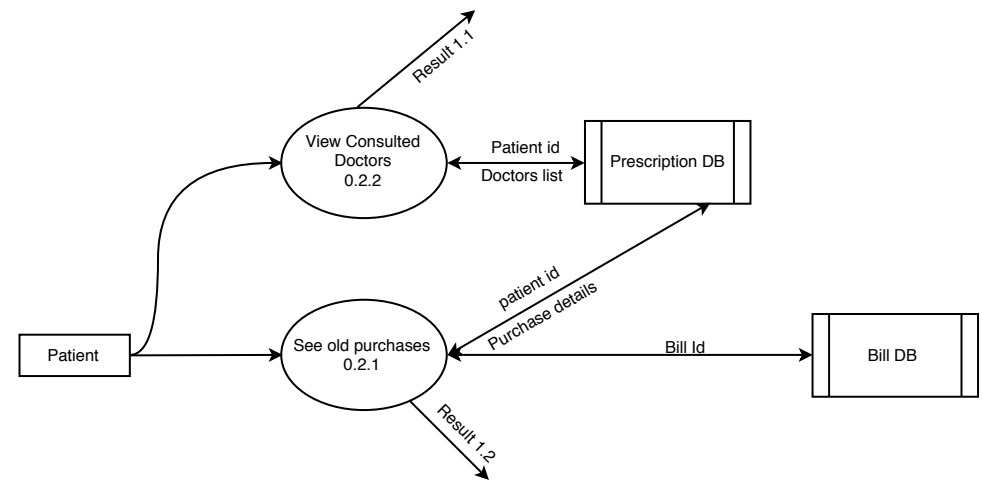 Result 1.1
View Consulted
Doctors
0.2.2
Patient id
Doctors list
Prescription DB
patient id
Purchase details
Patient
See old purchases
0.2.1
Bill Id
Bill DB
Result 1.2